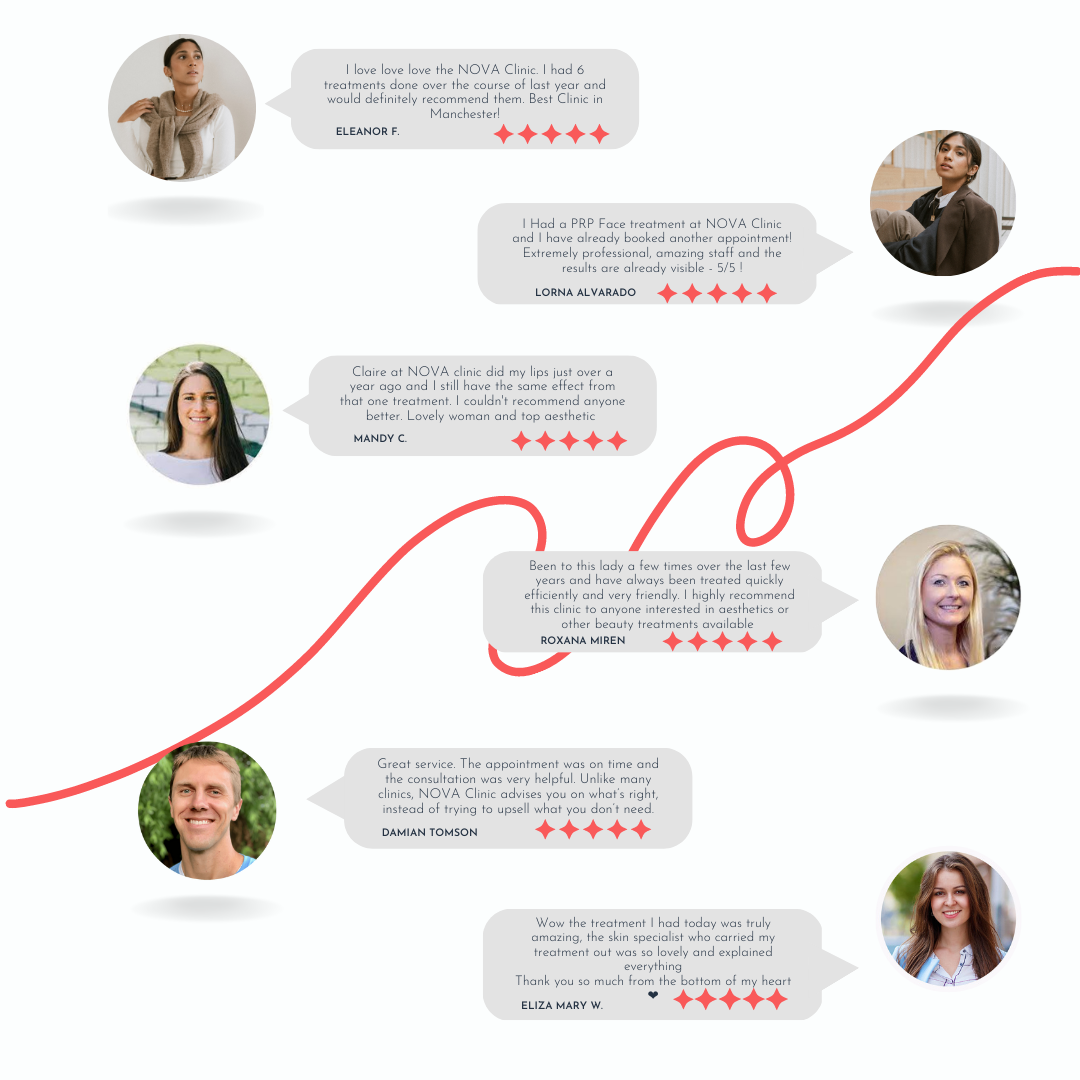 I love love love the NOVA Clinic. I had 6
treatments done over the course of last year and
would definitely recommend them. Best Clinic in
Manchester!
ELEANOR F.
I Had a PRP Face treatment at NOVA Clinic
and I have already booked another appointment!
Extremely professional, amazing staff and the
results are already visible - 5/5 !
LORNA ALVARADO
Claire at NOVA clinic did my lips just over a
year ago and I still have the same effect from
that one treatment. I couldn't recommend anyone
better. Lovely woman and top aesthetic
MANDY C.
Been to this lady a few times over the last few
years and have always been treated quickly
efficiently and very friendly. I highly recommend
this clinic to anyone interested in aesthetics or
other beauty treatments available
ROXANA MIREN
Great service. The appointment was on time and
the consultation was very helpful. Unlike many
clinics, NOVA Clinic advises you on what's right,
instead of trying to upsell what you don't need.
DAMIAN TOMSON
Wow the treatment I had today was truly
amazing, the skin specialist who carried my
treatment out was so lovely and explained
everything
Thank you so much from the bottom of my heart
❤
ELIZA MARY W.